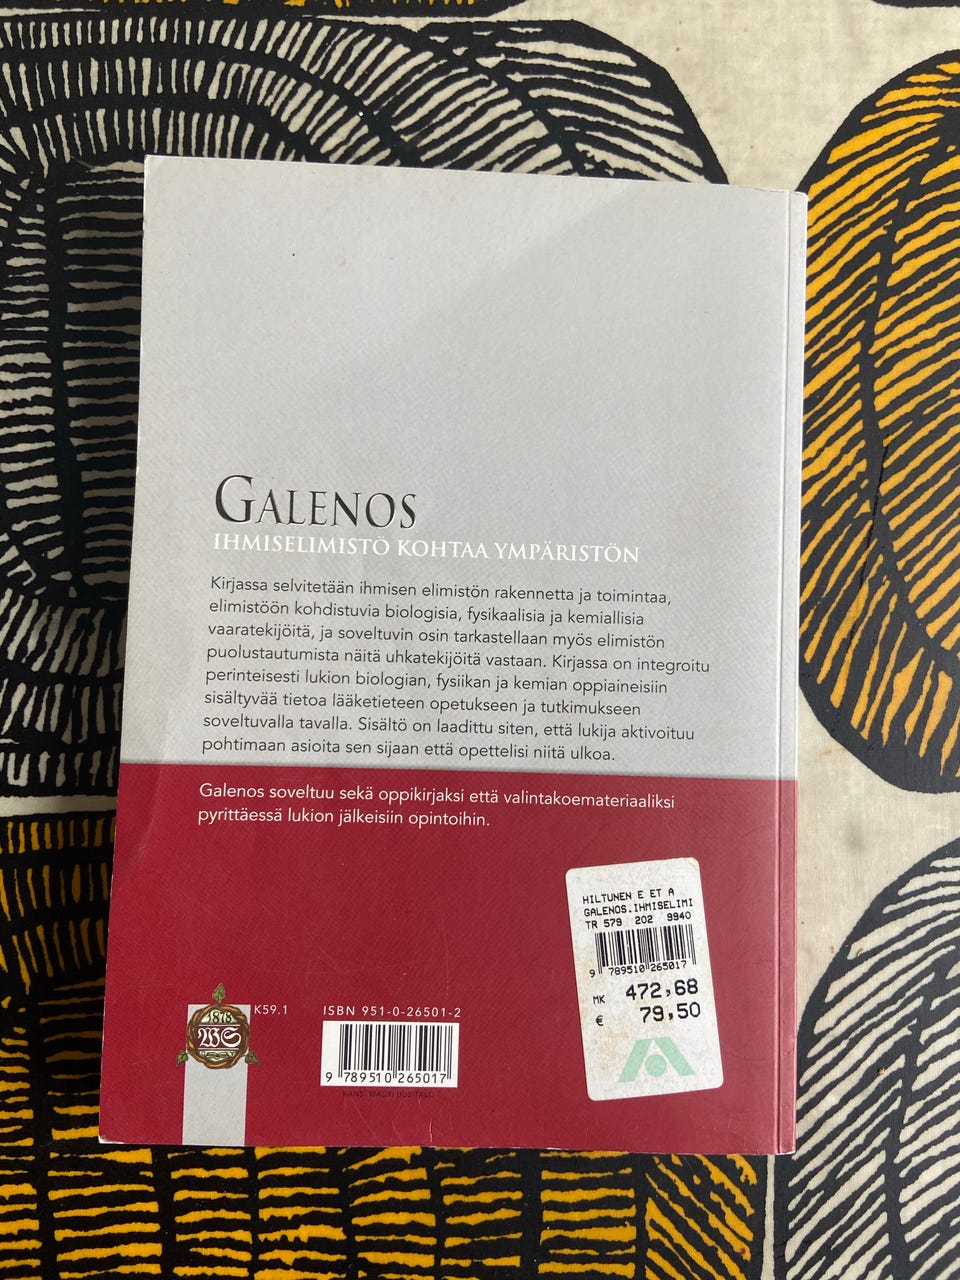 GALENOS
IHMISELIMISTÖ KOHTAA YMPÄRISTÖN
Kirjassa selvitetään ihmisen elimistön rakennetta ja toimintaa,
elimistöön kohdistuvia biologisia, fysikaalisia ja kemiallisia
vaaratekijöitä, ja soveltuvin osin tarkastellaan myös elimistön
puolustautumista näitä uhkatekijöitä vastaan. Kirjassa on integroitu
perinteisesti lukion biologian, fysiikan ja kemian oppiaineisiin
sisältyvää tietoa lääketieteen opetukseen ja tutkimukseen
soveltuvalla tavalla. Sisältö on laadittu siten, että lukija aktivoituu
pohtimaan asioita sen sijaan että opettelisi niitä ulkoa.
Galenos soveltuu sekä oppikirjaksi että valintakoemateriaaliksi
pyrittäessä lukion jälkeisiin opintoihin.
HILTUNEN E ET A
GALENOS.IHMISELIMI
TR 579 202 9940
9 789510 265017
MK 472,68
€ 79,50
1878
WS
K59.1
ISBN 951-0-26501-2
9 789510 265017
KANSI MAURI UUSITALO